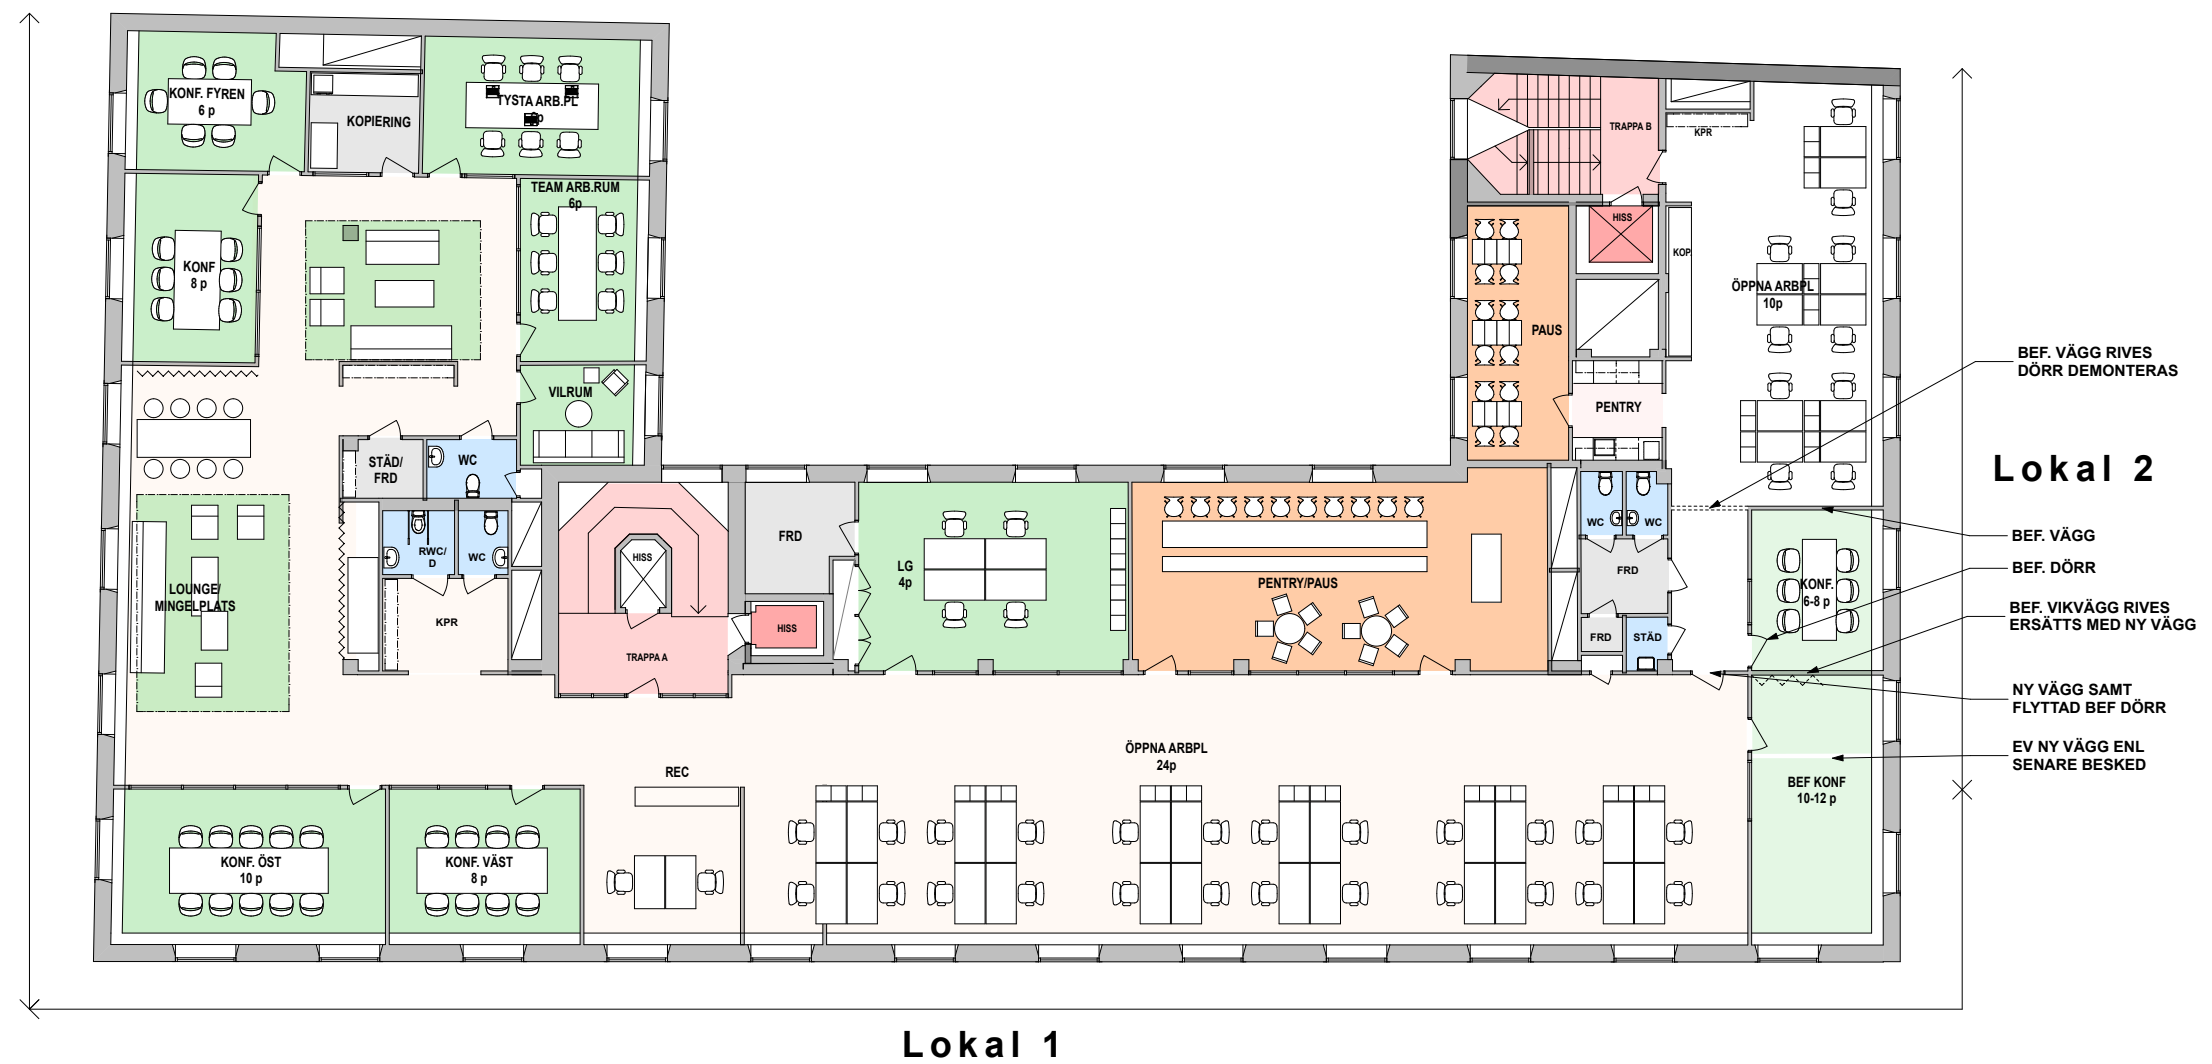 KONF. FYREN
6 p
KOPIERING
TYSTA ARB.PL
TEAM ARB.RUM
6p
KONF
8 p
VILRUM
STÄD/
FRD
WC
RWC/
D
WC
KPR
LOUNGE/
MINGELPLATS
HISS
TRAPPA A
FRD
HISS
LG
4p
PENTRY/PAUS
PAUS
TRAPPA B
HISS
KPR
KOP.
ÖPPNA ARBPL
10p
PENTRY
WC
WC
FRD
FRD
STÄD
KONF.
6-8 p
BEF KONF
10-12 p
ÖPPNA ARBPL
24p
REC
KONF. ÖST
10 p
KONF. VÄST
8 p
BEF. VÄGG RIVES
DÖRR DEMONTERAS
Lokal 2
BEF. VÄGG
BEF. DÖRR
BEF. VIKVÄGG RIVES
ERSÄTTS MED NY VÄGG
NY VÄGG SAMT
FLYTTAD BEF DÖRR
EV NY VÄGG ENL
SENARE BESKED
Lokal 1